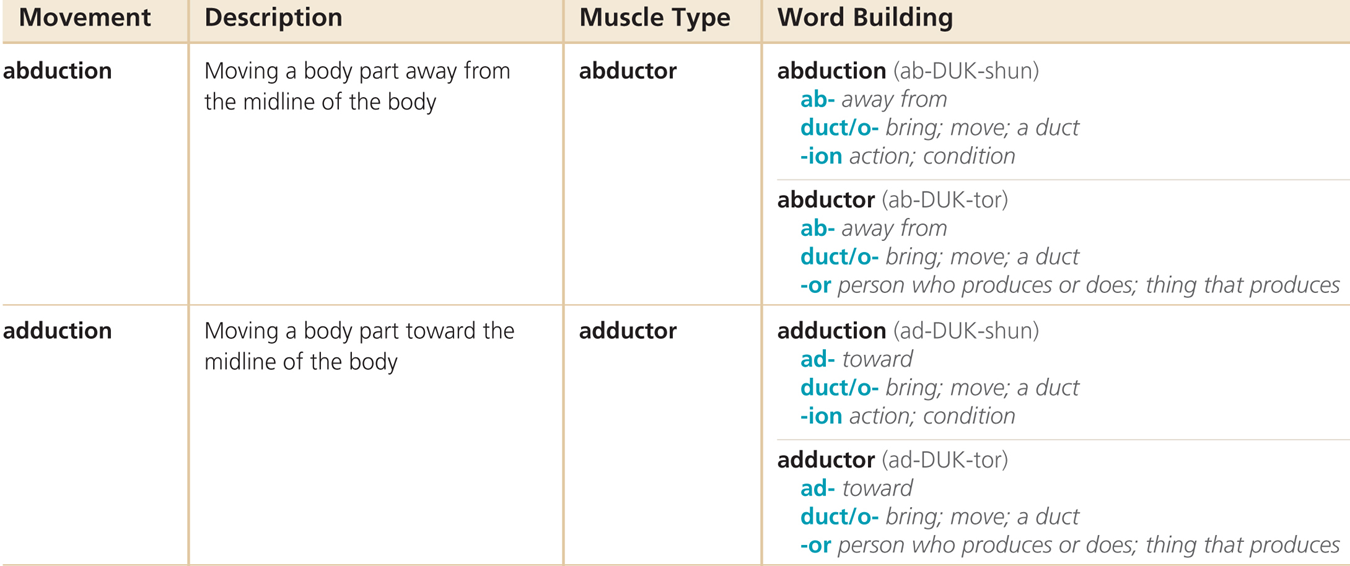 Movement Description Muscle Type Word Building
abduction
Moving a body part away from
the midline of the body
abductor
abduction (ab-DUK-shun)
ab- away from
duct/o- bring; move; a duct
-ion action; condition
abductor (ab-DUK-tor)
ab- away from
duct/o- bring; move; a duct
-or person who produces or does; thing that produces
adduction
Moving a body part toward the
midline of the body
adductor
adduction (ad-DUK-shun)
ad- toward
duct/o- bring; move; a duct
-ion action; condition
adductor (ad-DUK-tor)
ad- toward
duct/o- bring; move; a duct
-or person who produces or does; thing that produces